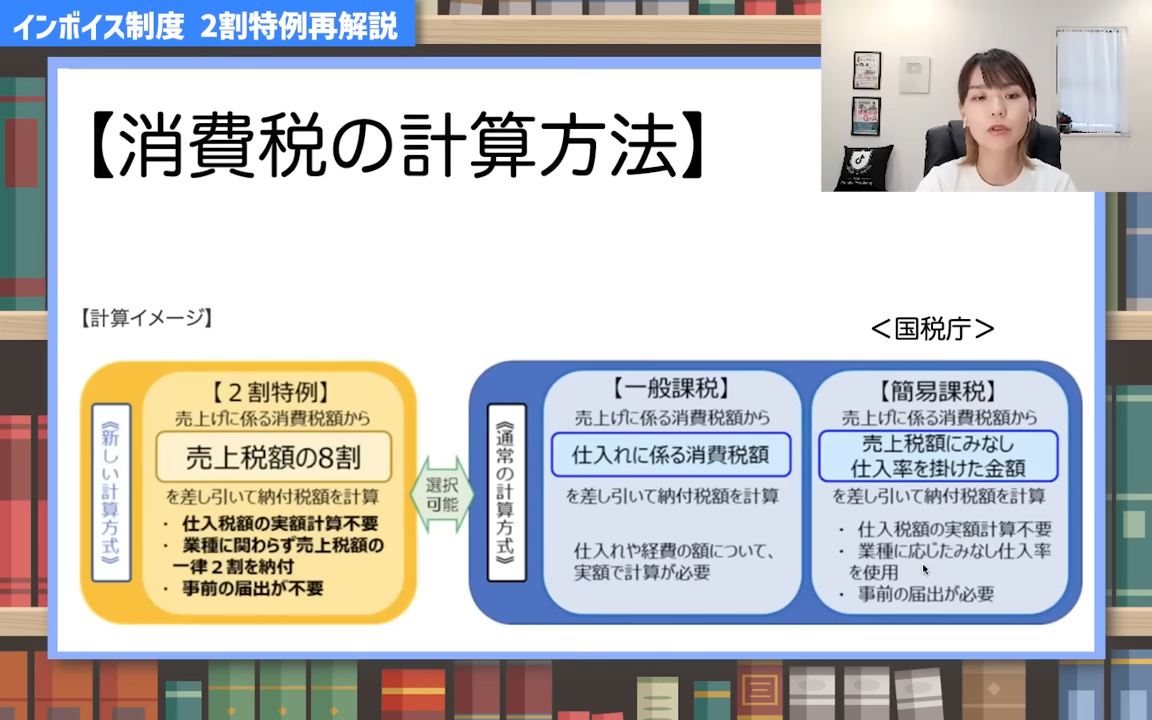 インボイス制度 2割特例再解説
【消費税の計算方法】
【計算イメージ】
＜国税庁＞
《新しい計算方式》
【２割特例】
売上げに係る消費税額から
売上税額の8割
を差し引いて納付税額を計算
・ 仕入税額の実額計算不要
・ 業種に関わらず売上税額の
一律２割を納付
・ 事前の届出が不要
選択
可能
《通常の計算方式》
【一般課税】
売上げに係る消費税額から
仕入れに係る消費税額
を差し引いて納付税額を計算
仕入れや経費の額について、
実額で計算が必要
【簡易課税】
売上げに係る消費税額から
売上税額にみなし
仕入率を掛けた金額
を差し引いて納付税額を計算
・ 仕入税額の実額計算不要
・ 業種に応じたみなし仕入率
を使用
・ 事前の届出が必要
Q&A